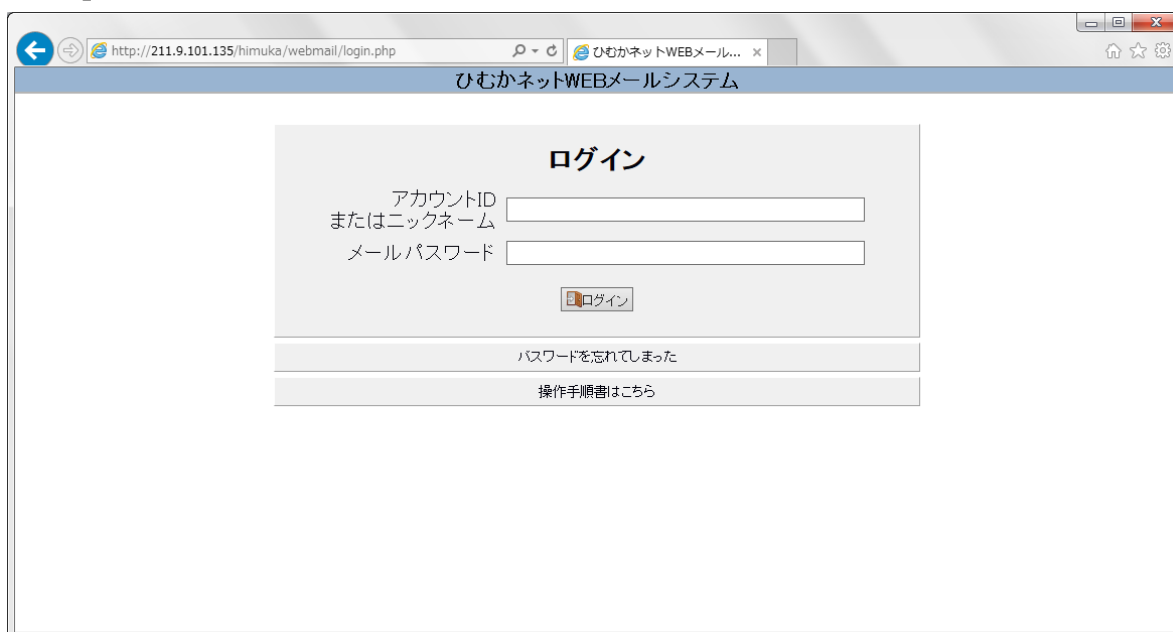 http://211.9.101.135/himuka/webmail/login.php
ひむかネットWEBメール...
ひむかネットWEBメールシステム
ログイン
アカウントID
またはニックネーム
メールパスワード
ログイン
パスワードを忘れてしまった
操作手順書はこちら